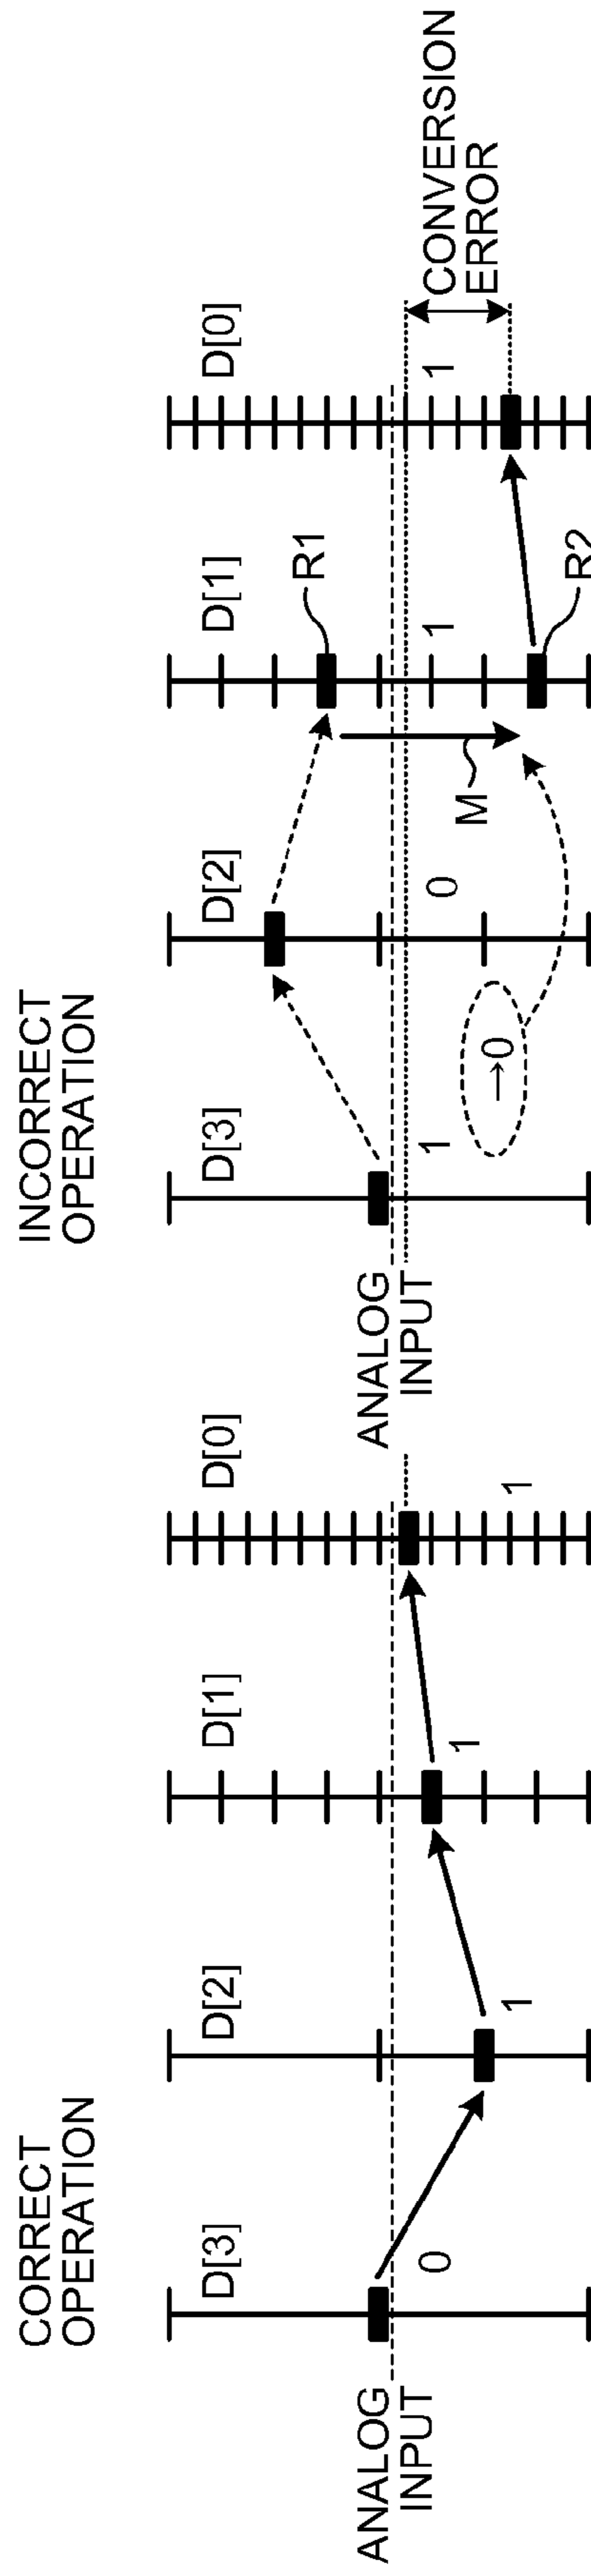 CORRECT
OPERATION
D[3]
D[2]
D[1]
D[0]
ANALOG
INPUT
0
1
1
1
INCORRECT
OPERATION
D[3]
D[2]
D[1]
D[0]
R1
ANALOG
INPUT
1
0
1
1
→0
M
R2
CONVERSION
ERROR